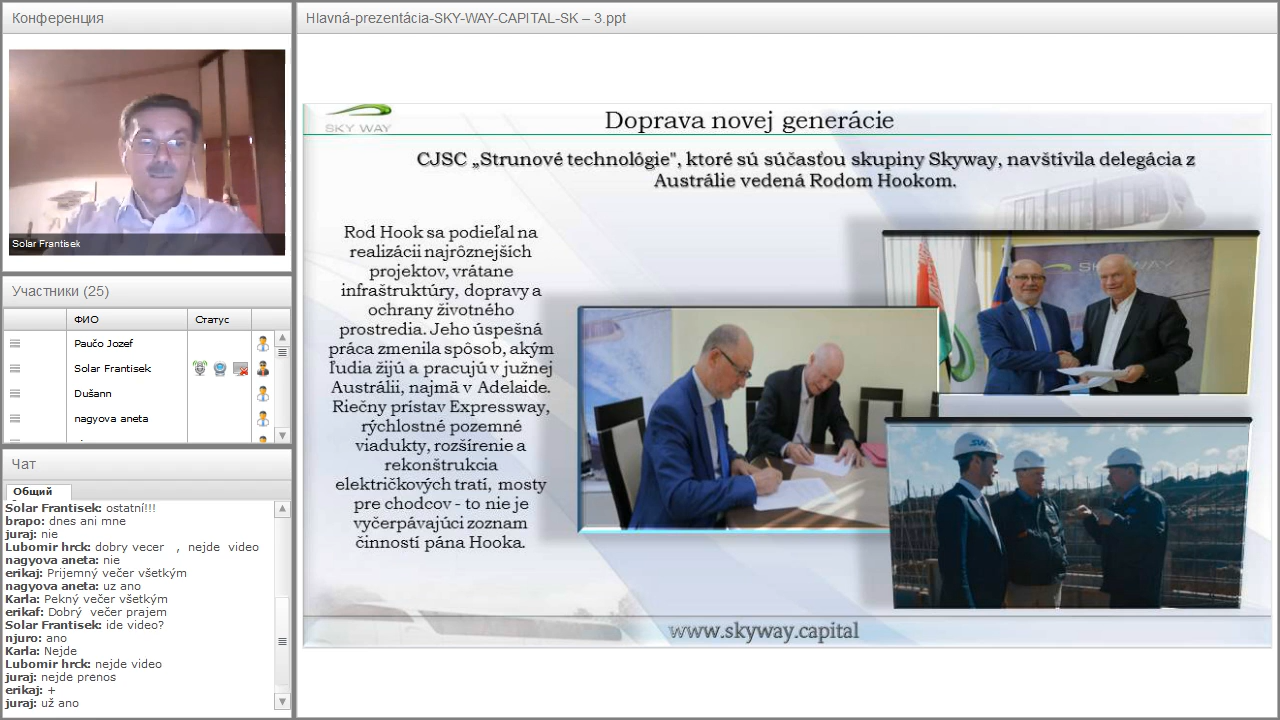 Конференция
Solar Frantisek
Участники (25)
ФИО
Статус
Paučo Jozef
Solar Frantisek
Dušann
nagyova aneta
Чат
Общий
Solar Frantisek: ostatní!!!
brapo: dnes ani mne
juraj: nie
Lubomir hrck: dobry vecer , nejde video
nagyova aneta: nie
erikaj: Prijemný večer všetkým
nagyova aneta: uz ano
Karla: Pekný večer všetkým
erikaf: Dobrý večer prajem
Solar Frantisek: ide video?
njuro: ano
Karla: Nejde
Lubomir hrck: nejde video
juraj: nejde prenos
erikaj: +
juraj: už ano
Hlavná-prezentácia-SKY-WAY-CAPITAL-SK – 3.ppt
SKY WAY
Doprava novej generácie
CJSC „Strunové technológie", ktoré sú súčasťou skupiny Skyway, navštívila delegácia z
Austrálie vedená Rodom Hookom.
Rod Hook sa podieľal na
realizácii najrôznejších
projektov, vrátane
infraštruktúry, dopravy a
ochrany životného
prostredia. Jeho úspešná
práca zmenila spôsob, akým
ľudia žijú a pracujú v južnej
Austrálii, najmä v Adelaide.
Riečny prístav Expressway,
rýchlostné pozemné
viadukty, rozšírenie a
rekonštrukcia
električkových tratí, mosty
pre chodcov - to nie je
vyčerpávajúci zoznam
činností pána Hooka.
SKY WAY
SW
www.skyway.capital